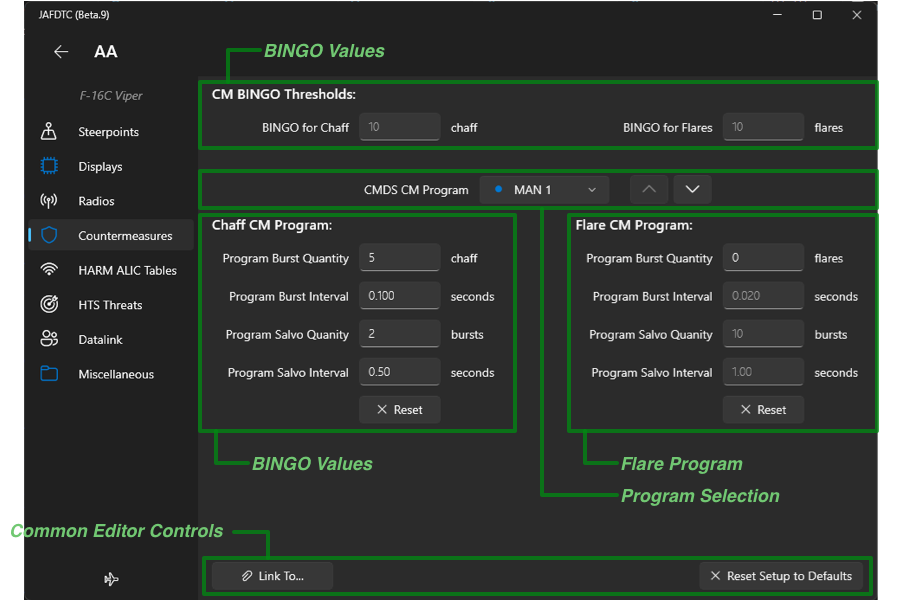 JAFDTC (Beta.9)
AA
BINGO Values
F-16C Viper
CM BINGO Thresholds:
BINGO for Chaff 10 chaff BINGO for Flares 10 flares
Steerpoints
Displays
Radios
Countermeasures
HARM ALIC Tables
HTS Threats
Datalink
Miscellaneous
CMDS CM Program MAN 1
Chaff CM Program:
Program Burst Quantity 5 chaff
Program Burst Interval 0.100 seconds
Program Salvo Quanity 2 bursts
Program Salvo Interval 0.50 seconds
Reset
Flare CM Program:
Program Burst Quantity 0 flares
Program Burst Interval 0.020 seconds
Program Salvo Quanity 10 bursts
Program Salvo Interval 1.00 seconds
Reset
BINGO Values
Flare Program
Program Selection
Common Editor Controls
Link To...
Reset Setup to Defaults